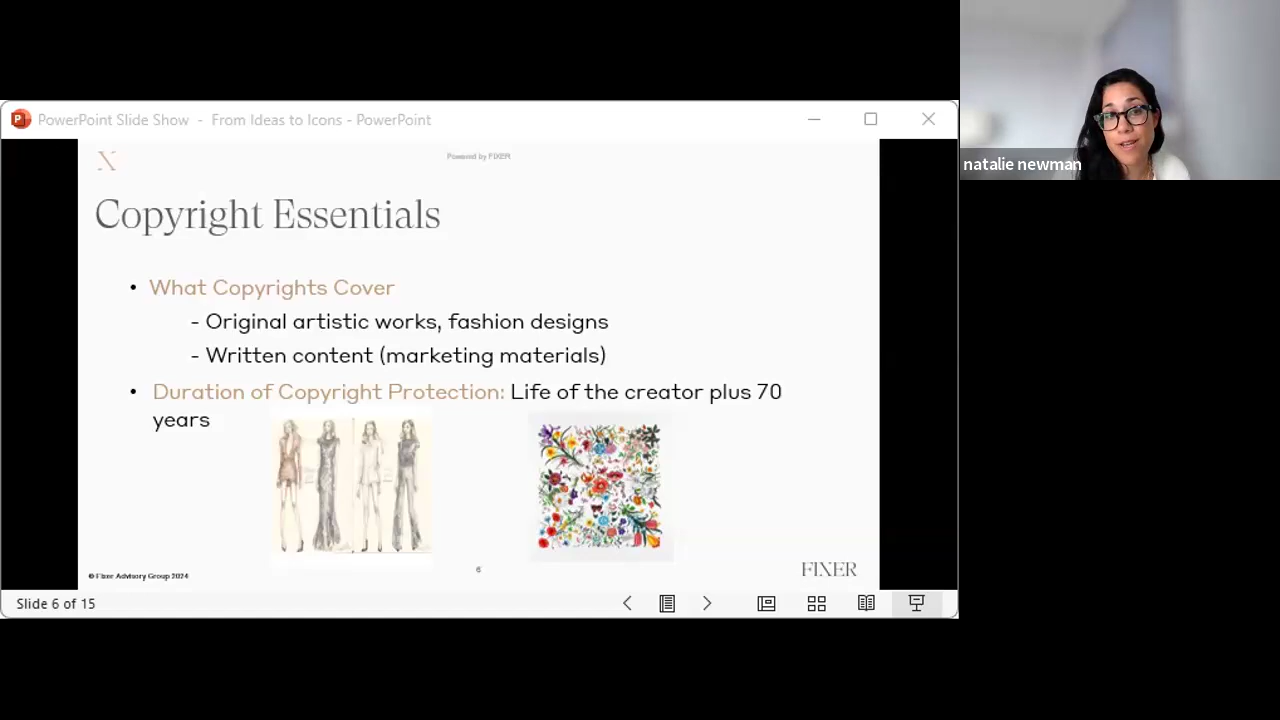 PowerPoint Slide Show - From Ideas to Icons - PowerPoint
natalie newman
X
Powered by FIXER
Copyright Essentials
• What Copyrights Cover
- Original artistic works, fashion designs
- Written content (marketing materials)
• Duration of Copyright Protection: Life of the creator plus 70
years
© Fixer Advisory Group 2024
6
FIXER
Slide 6 of 15